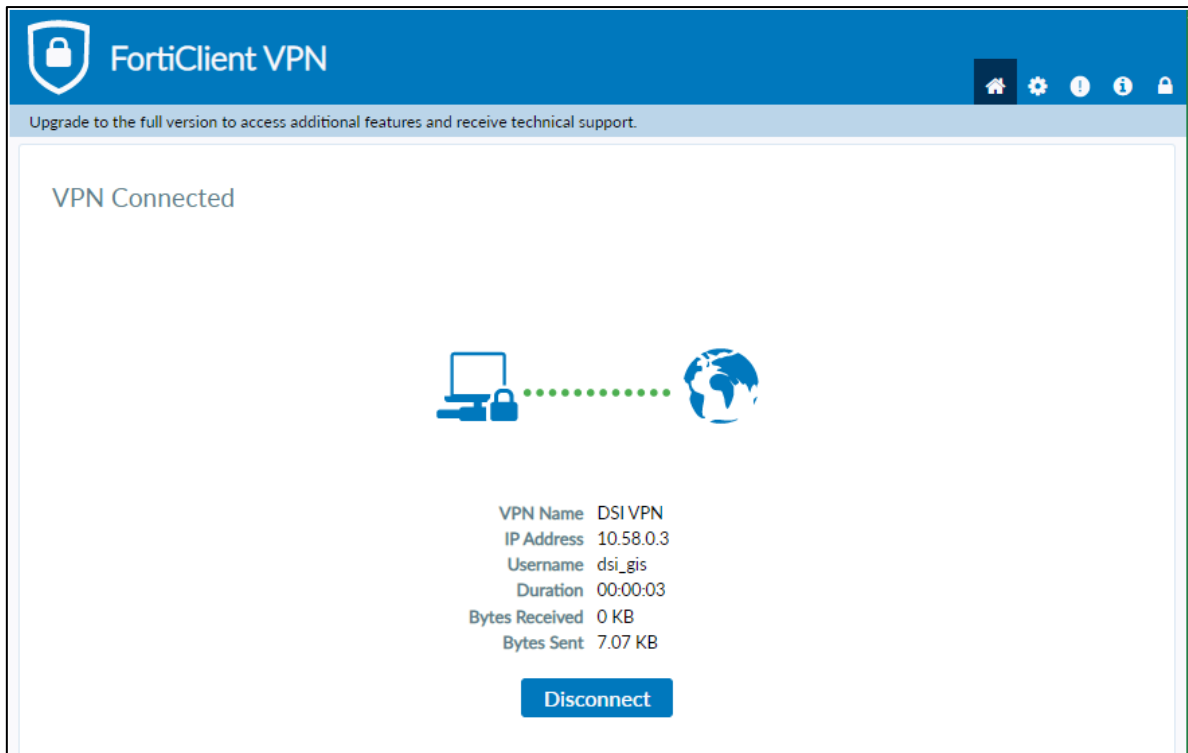 FortiClient VPN
Upgrade to the full version to access additional features and receive technical support.
VPN Connected
VPN Name DSI VPN
IP Address 10.58.0.3
Username dsi_gis
Duration 00:00:03
Bytes Received 0 KB
Bytes Sent 7.07 KB
Disconnect